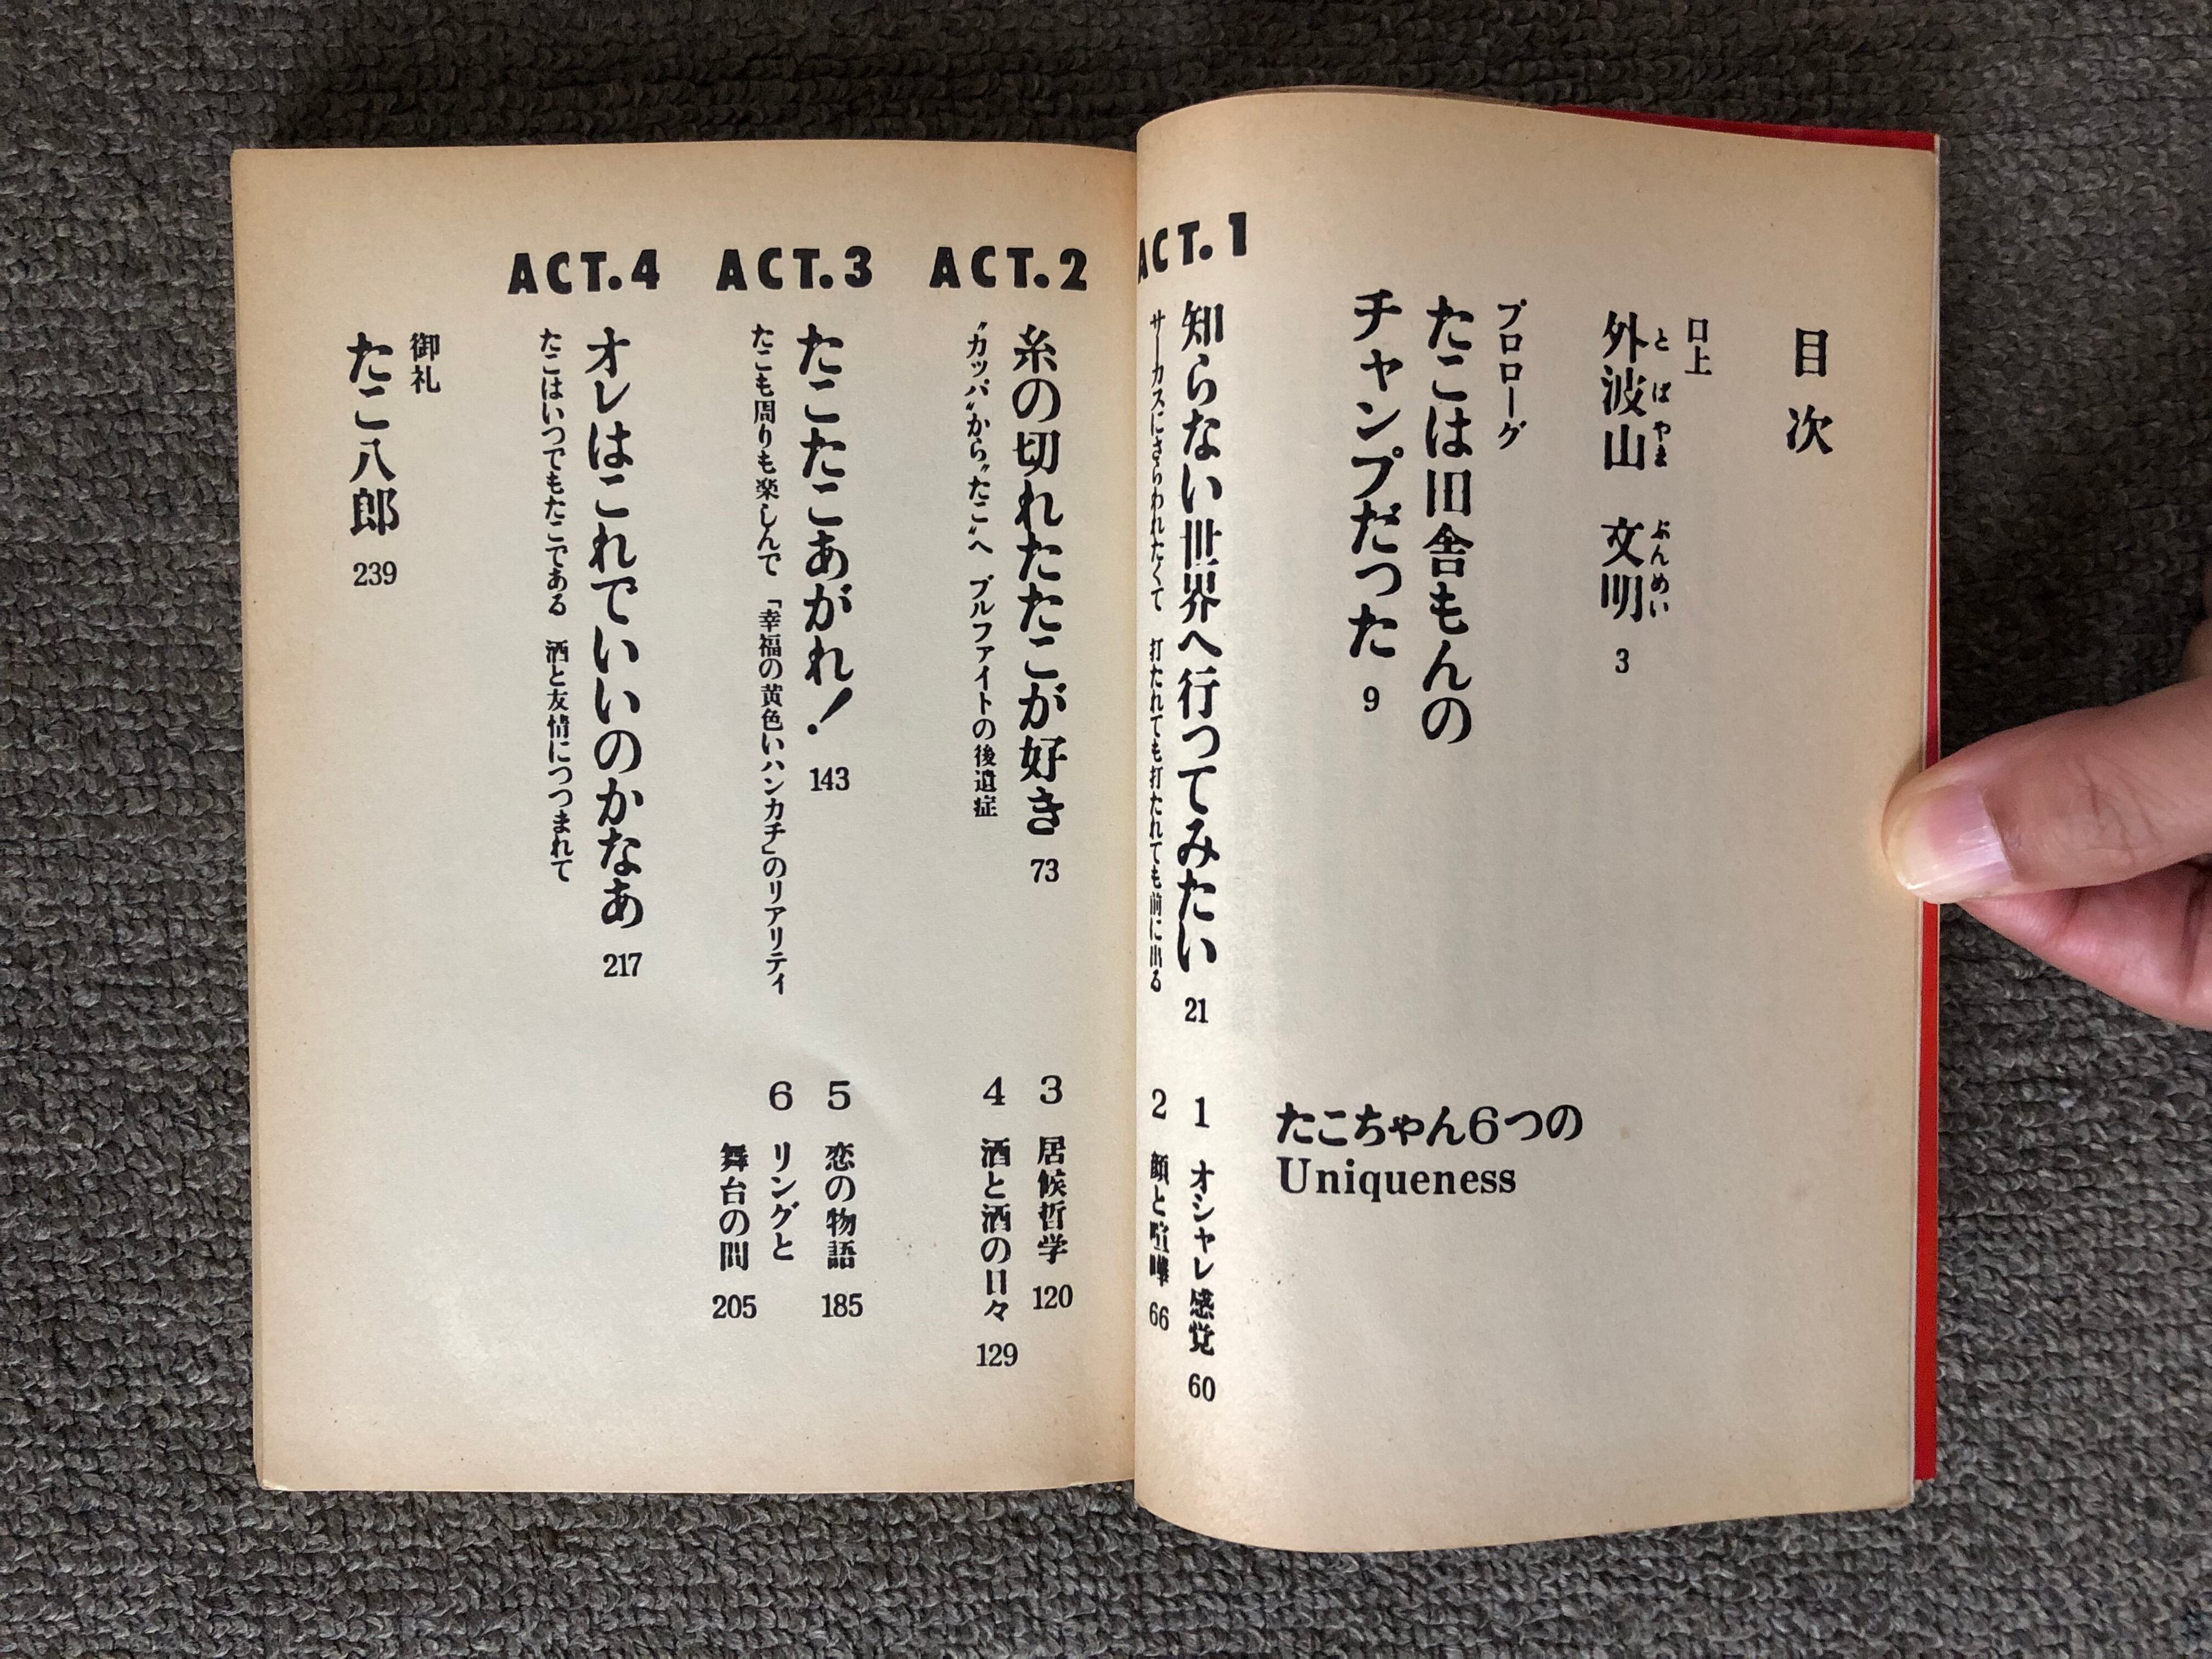 目次
口上
外波山 文明 3
とばやま ぶんめい
プロローグ
たこは旧舎もんの
チャンプだった 9
たこちゃん6つの
Uniqueness
ACT.1
知らない世界へ行ってみたい 21
サーカスにさらわれたくて 打たれても打たれても前に出る
1 オシャレ感覚 60
2 顔と喧嘩 66
ACT.2
糸の切れたたこが好き 73
〝カッパ〟から〝たこ〟へ ブルファイトの後遺症
3 居候哲学 120
4 酒と酒の日々 129
ACT.3
たこたこあがれ! 143
たこも周りも楽しんで 「幸福の黄色いハンカチ」のリアリティ
5 恋の物語 185
6 リングと
舞台の間 205
ACT.4
オレはこれでいいのかなあ 217
たこはいつでもたこである 酒と友情につつまれて
御礼
たこ八郎 239